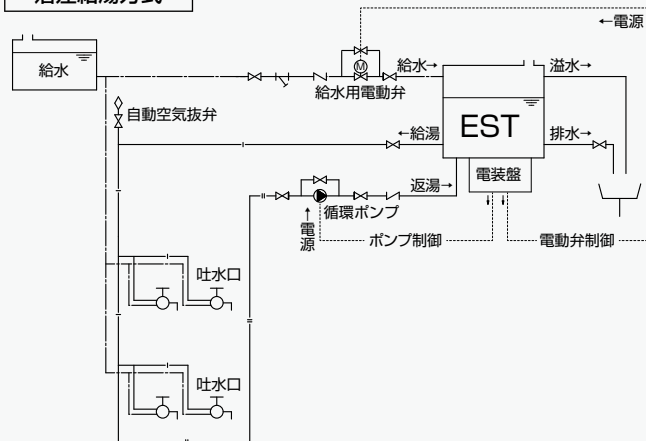 落差給湯方式
←電源
給水
給水→
溢水→
給水用電動弁
自動空気抜弁
EST
←給湯
排水→
電装盤
返湯→
循環ポンプ
電源→
ポンプ制御
電動弁制御
吐水口
吐水口
M